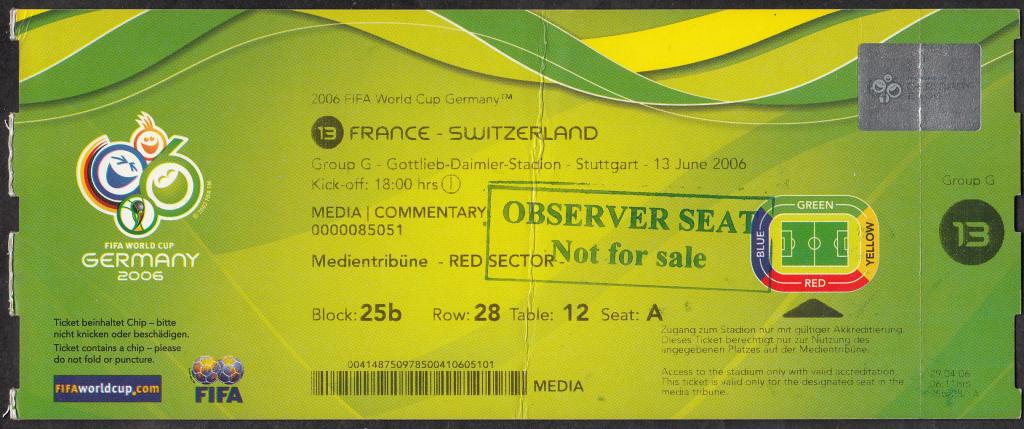 2006 FIFA World Cup Germany™
13 FRANCE - SWITZERLAND
Group G - Gottlieb-Daimler-Stadion - Stuttgart - 13 June 2006
Kick-off: 18:00 hrs
MEDIA | COMMENTARY
0000085051
Medientribüne - RED SECTOR-
OBSERVER SEAT
Not for sale
Block: 25b Row: 28 Table: 12 Seat: A
004148750978500410605101
MEDIA
FIFA WORLD CUP
GERMANY
2006
Ticket beinhaltet Chip – bitte
nicht knicken oder beschädigen.
Ticket contains a chip – please
do not fold or puncture.
FIFAworldcup.com
FIFA
GREEN
BLUE
YELLOW
RED
Zugang zum Stadion nur mit gültiger Akkreditierung.
Dieses Ticket berechtigt nur zur Nutzung des
angegebenen Platzes auf der Medientribüne.
Access to the stadium only with valid accreditation.
This ticket is valid only for the designated seat in the
media tribune.
Group G
13
06:11hrs